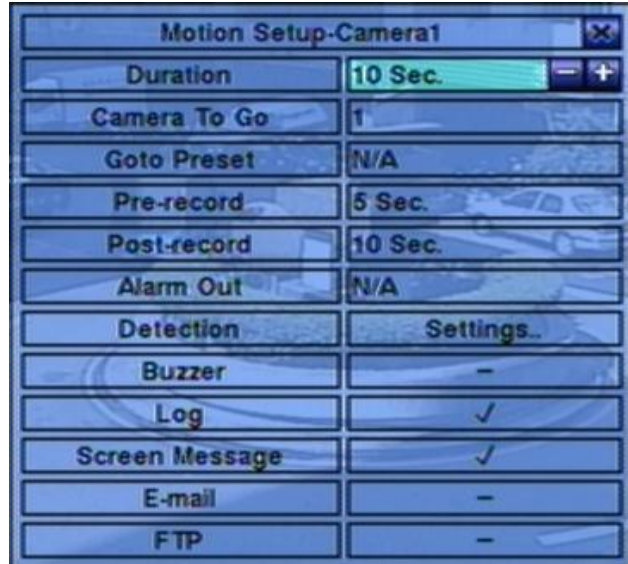 Motion Setup-Camera1
Duration 10 Sec.
Camera To Go 1
Goto Preset N/A
Pre-record 5 Sec.
Post-record 10 Sec.
Alarm Out N/A
Detection Settings..
Buzzer –
Log ✓
Screen Message ✓
E-mail –
FTP –